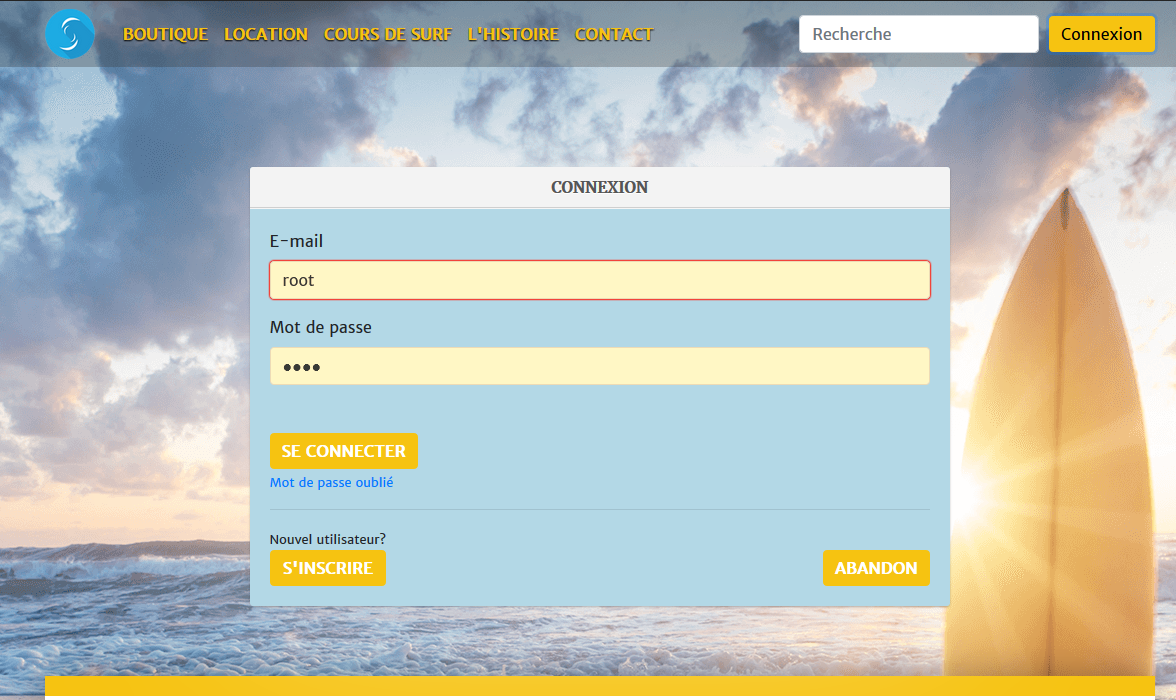 BOUTIQUE LOCATION COURS DE SURF L'HISTOIRE CONTACT Recherche Connexion
CONNEXION
E-mail
root
Mot de passe
••••
SE CONNECTER
Mot de passe oublié
Nouvel utilisateur?
S'INSCRIRE ABANDON